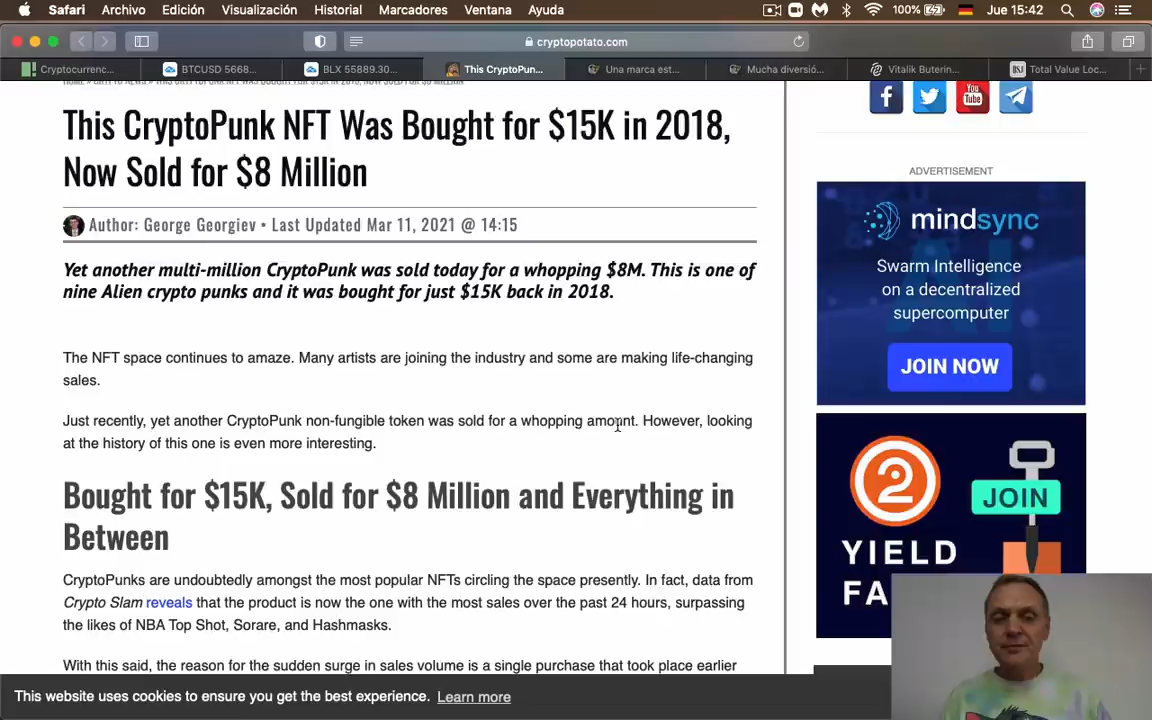 Safari Archivo Edición Visualización Historial Marcadores Ventana Ayuda 100% Jue 15:42
cryptopotato.com
Cryptocurrenc... BTCUSD 5668... BLX 55889.30... This CryptoPun... Una marca est... Mucha diversió... Vitalik Buterin... Total Value Loc...
This CryptoPunk NFT Was Bought for $15K in 2018,
Now Sold for $8 Million
Author: George Georgiev • Last Updated Mar 11, 2021 @ 14:15
Yet another multi-million CryptoPunk was sold today for a whopping $8M. This is one of
nine Alien crypto punks and it was bought for just $15K back in 2018.
The NFT space continues to amaze. Many artists are joining the industry and some are making life-changing
sales.
Just recently, yet another CryptoPunk non-fungible token was sold for a whopping amount. However, looking
at the history of this one is even more interesting.
Bought for $15K, Sold for $8 Million and Everything in
Between
CryptoPunks are undoubtedly amongst the most popular NFTs circling the space presently. In fact, data from
Crypto Slam reveals that the product is now the one with the most sales over the past 24 hours, surpassing
the likes of NBA Top Shot, Sorare, and Hashmasks.
With this said, the reason for the sudden surge in sales volume is a single purchase that took place earlier
You Tube
ADVERTISEMENT
mindsync
Swarm Intelligence
on a decentralized
supercomputer
JOIN NOW
2
JOIN
YIELD
FA
This website uses cookies to ensure you get the best experience. Learn more